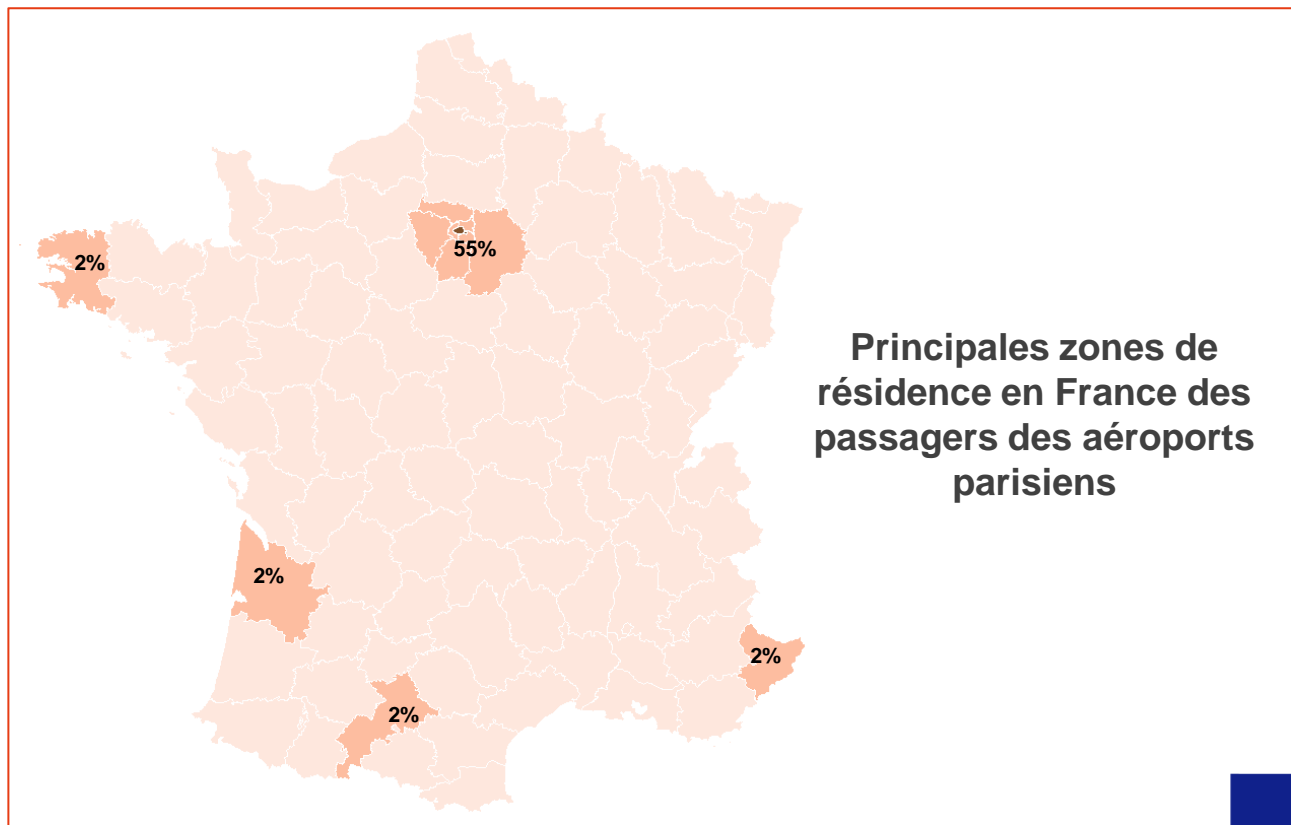 55%
2%
Principales zones de
résidence en France des
passagers des aéroports
parisiens
2%
2%
2%